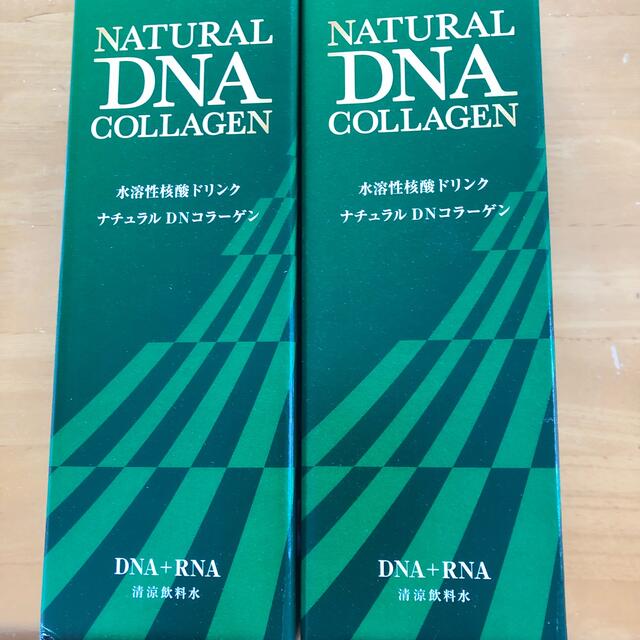 NATURAL
DNA
COLLAGEN
水溶性核酸ドリンク
ナチュラル DNコラーゲン
DNA+RNA
清涼飲料水
NATURAL
DNA
COLLAGEN
水溶性核酸ドリンク
ナチュラル DNコラーゲン
DNA+RNA
清涼飲料水